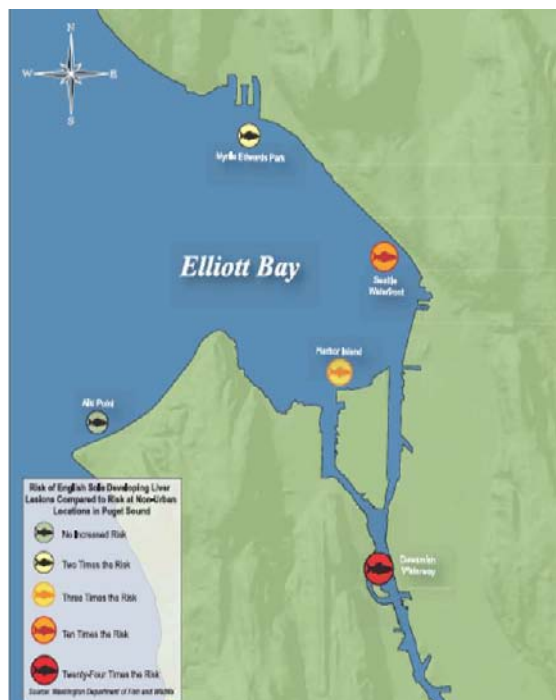 N
W
E
S
Myrtle Edwards Park
Elliott Bay
Seattle
Waterfront
Harbor Island
Alki Point
Duwamish
Waterway
Risk of English Sole Developing Liver
Lesions Compared to Risk at Non-Urban
Locations in Puget Sound
No Increased Risk
Two Times the Risk
Three Times the Risk
Ten Times the Risk
Twenty-Four Times the Risk
Source: Washington Department of Fish and Wildlife